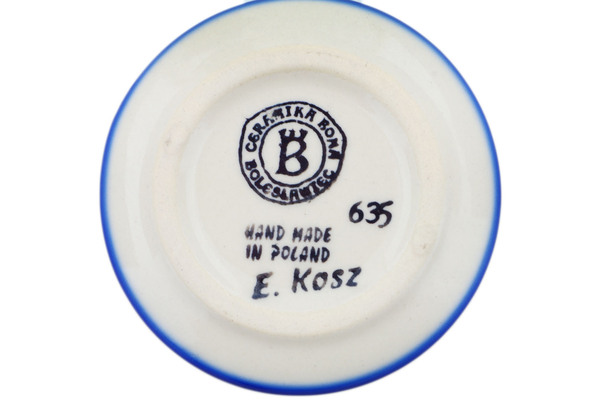 CERAMIKA BONA
BOLESŁAWIEC
B
635
HAND MADE
IN POLAND
E. KOSZ